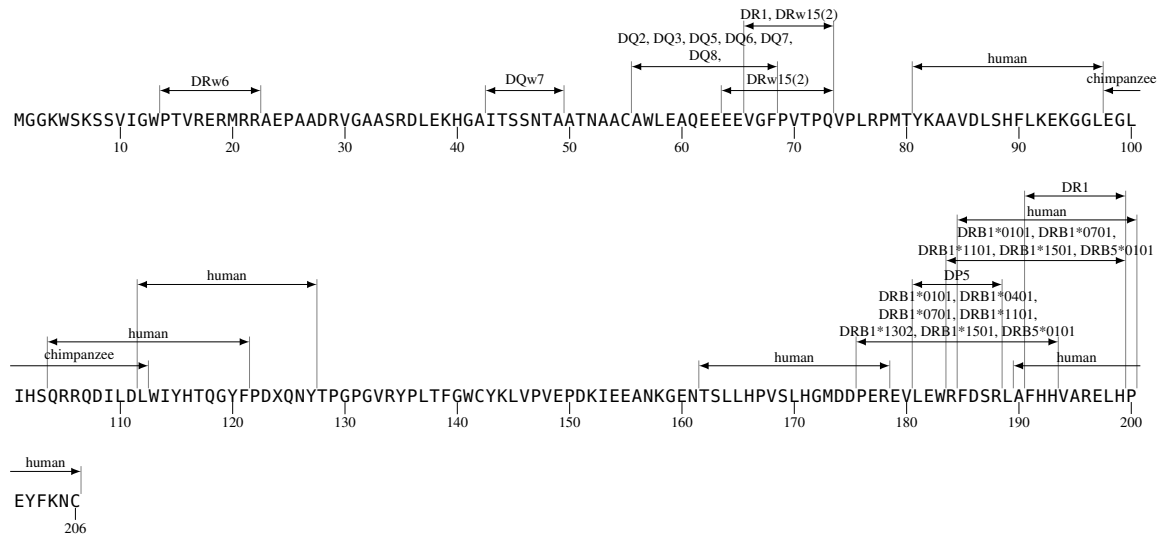 DR1, DRw15(2)
DQ2, DQ3, DQ5, DQ6, DQ7,
DQ8,
human
DRw6
DQw7
DRw15(2)
chimpanzee
MGGKWSKSSVIGWPTVRERMRRAEPAADRVGAASRDLEKHGAITSSNTAATNAACAWLEAQEEEEVGFPVTPQVPLRPMTYKAAVDLSHFLKEKGGLEGL
10 20 30 40 50 60 70 80 90 100
DR1
human
DRB1*0101, DRB1*0701,
DRB1*1101, DRB1*1501, DRB5*0101
human
DP5
DRB1*0101, DRB1*0401,
DRB1*0701, DRB1*1101,
human
DRB1*1302, DRB1*1501, DRB5*0101
chimpanzee
human
human
IHSQRRQDILDLWIYHTQGYFPDXQNYTPGPGVRYPLTFGWCYKLVPVEPDKIEEANKGENTSLLHPVSLHGMDDPEREVLEWRFDSRLAFHHVARELHP
110 120 130 140 150 160 170 180 190 200
human
EYFKNC
206